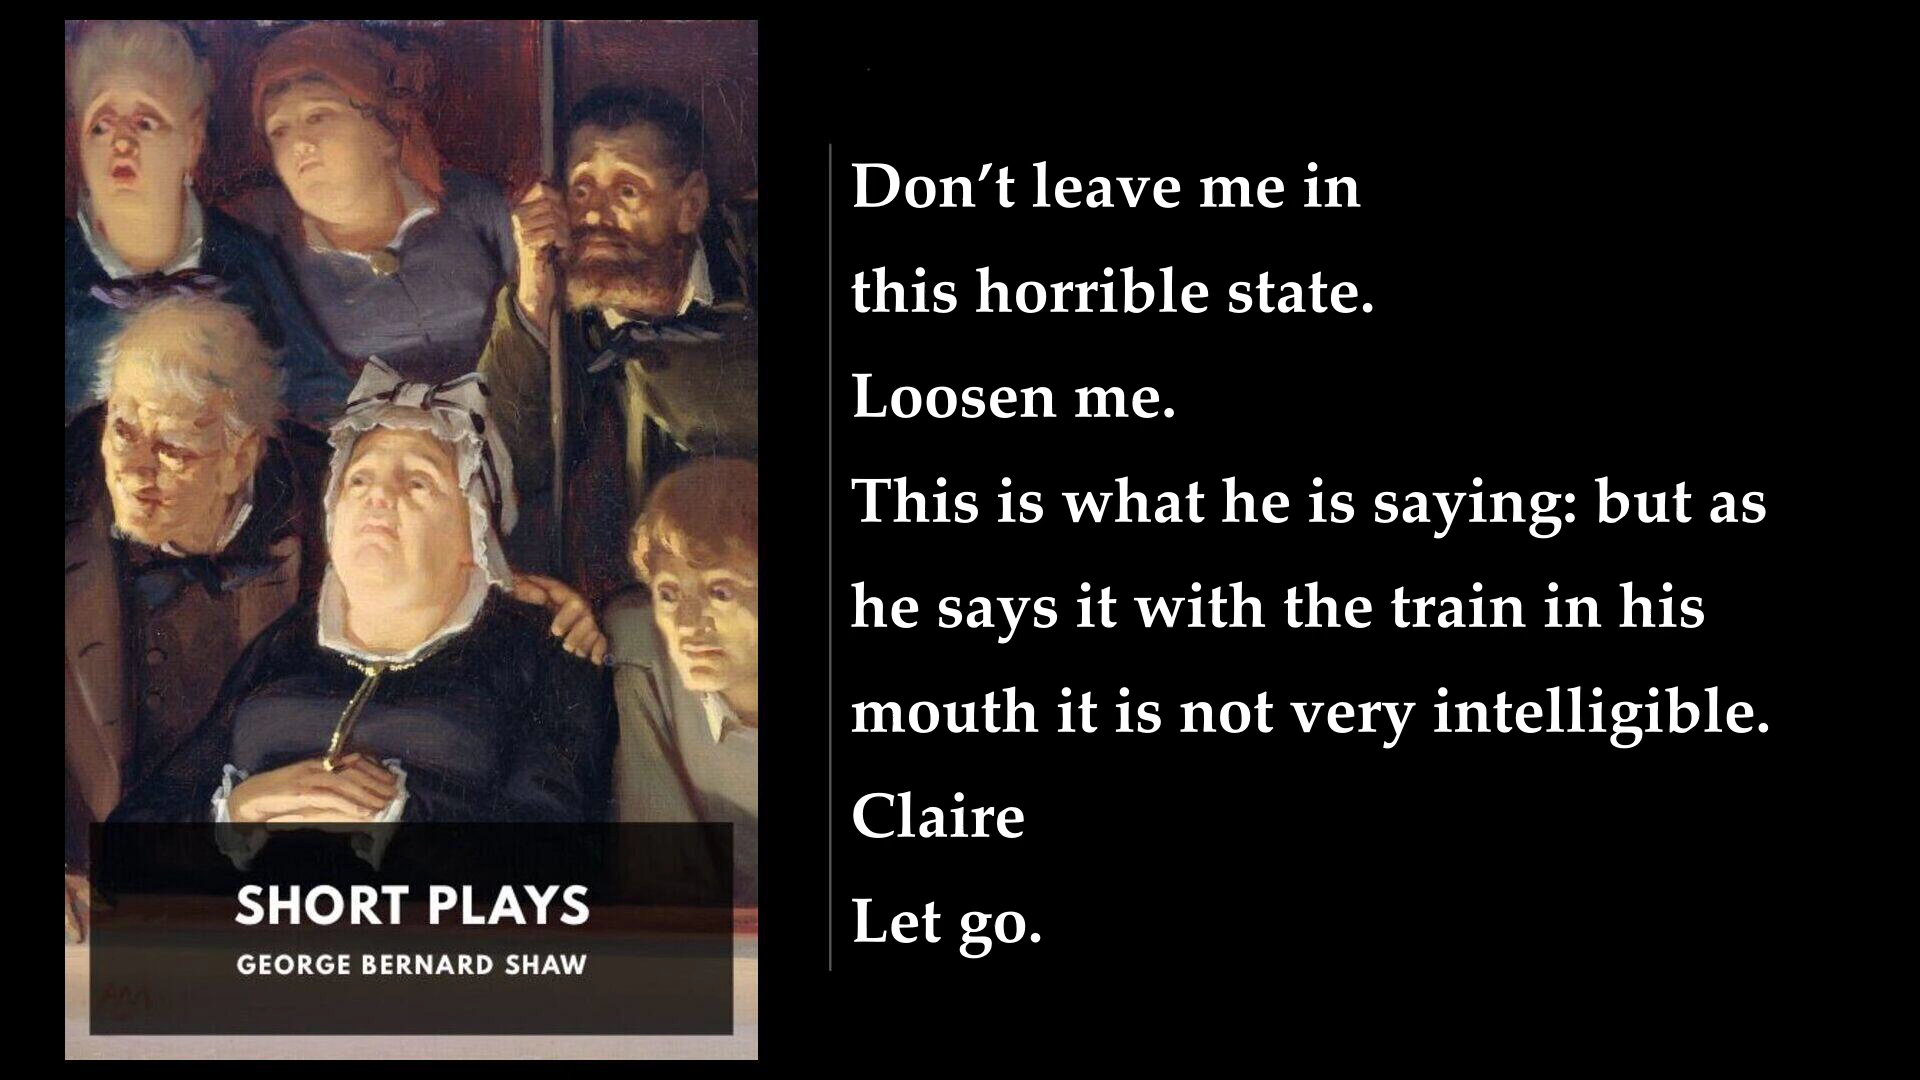 SHORT PLAYS
GEORGE BERNARD SHAW
Don’t leave me in
this horrible state.
Loosen me.
This is what he is saying: but as
he says it with the train in his
mouth it is not very intelligible.
Claire
Let go.